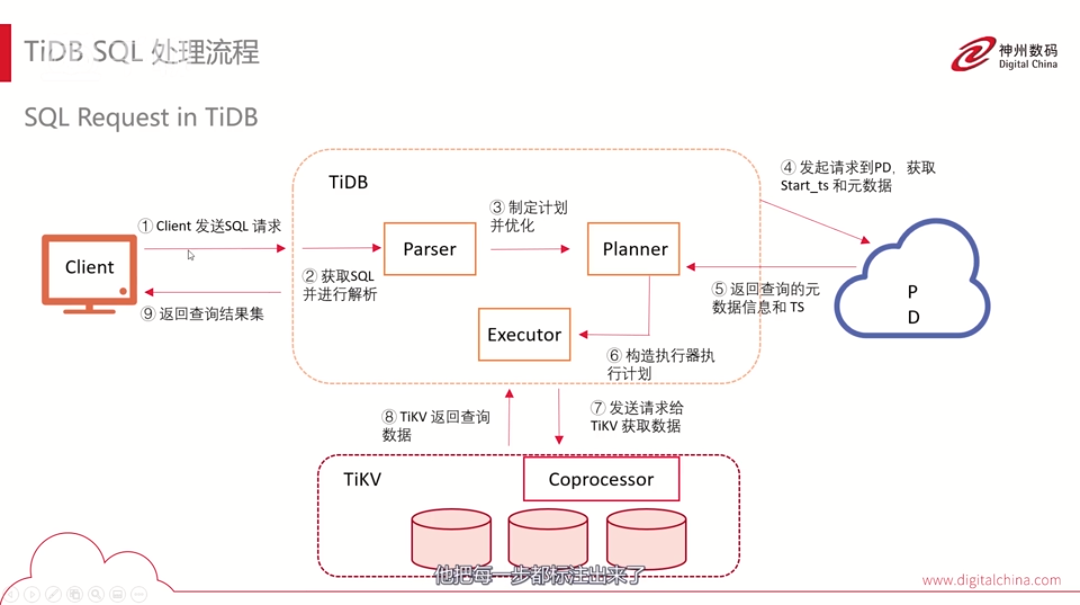 TiDB SQL 处理流程
神州数码
Digital China
SQL Request in TiDB
TiDB
④ 发起请求到PD，获取
Start_ts 和元数据
① Client 发送SQL 请求
③ 制定计划
并优化
Client
Parser
Planner
② 获取SQL
并进行解析
⑤ 返回查询的元
数据信息和 TS
P
D
⑨ 返回查询结果集
Executor
⑥ 构造执行器执
行计划
⑧ TiKV 返回查询
数据
⑦ 发送请求给
TiKV 获取数据
TiKV
Coprocessor
他把每一步都标注出来了
www.digitalchina.com